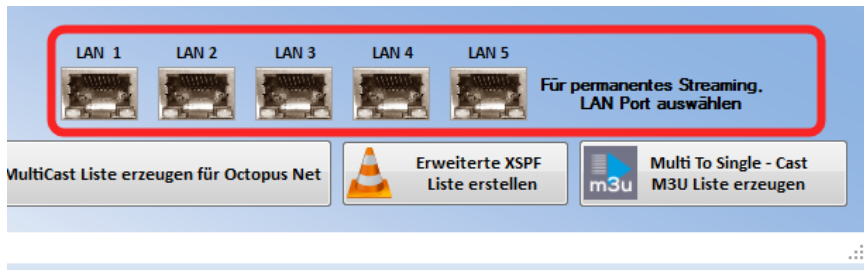 LAN 1 LAN 2 LAN 3 LAN 4 LAN 5
Für permanentes Streaming,
LAN Port auswählen
MultiCast Liste erzeugen für Octopus Net
Erweiterte XSPF
Liste erstellen
m3u
Multi To Single - Cast
M3U Liste erzeugen